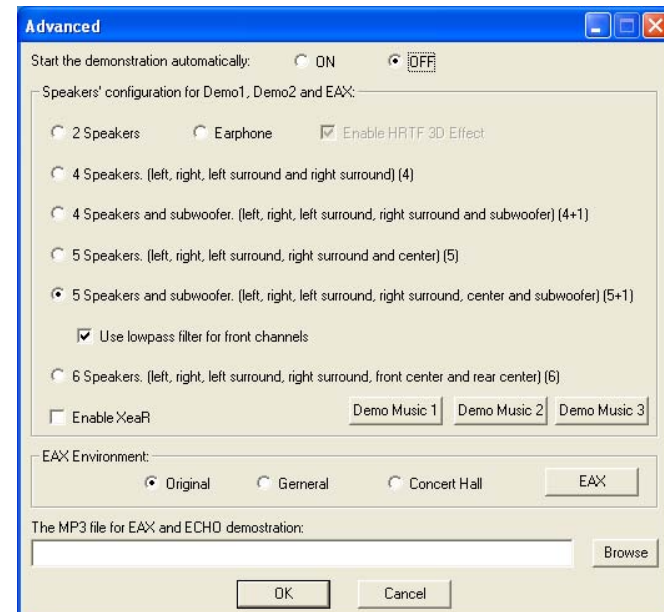 Advanced
Start the demonstration automatically: ON OFF
Speakers' configuration for Demo1, Demo2 and EAX:
2 Speakers Earphone Enable HRTF 3D Effect
4 Speakers. (left, right, left surround and right surround) (4)
4 Speakers and subwoofer. (left, right, left surround, right surround and subwoofer) (4+1)
5 Speakers. (left, right, left surround, right surround and center) (5)
5 Speakers and subwoofer. (left, right, left surround, right surround, center and subwoofer) (5+1)
Use lowpass filter for front channels
6 Speakers. (left, right, left surround, right surround, front center and rear center) (6)
Enable XeaR Demo Music 1 Demo Music 2 Demo Music 3
EAX Environment:
Original Gerneral Concert Hall EAX
The MP3 file for EAX and ECHO demostration:
Browse
OK Cancel